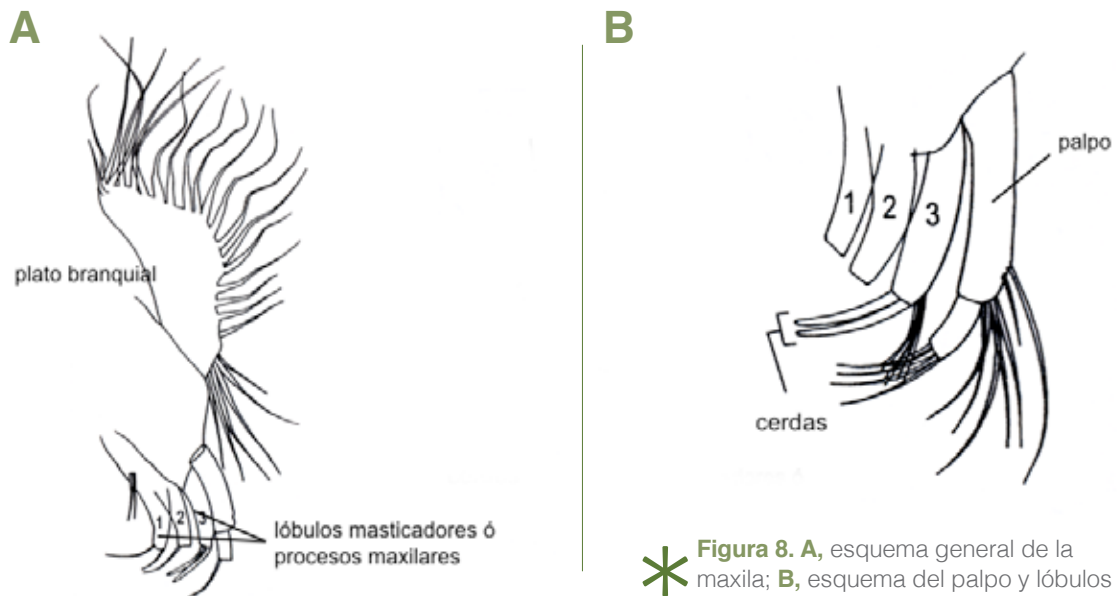 A
plato branquial
1
2
3
lóbulos masticadores ó
procesos maxilares
B
palpo
1
2
3
cerdas
Figura 8. A, esquema general de la
maxila; B, esquema del palpo y lóbulos